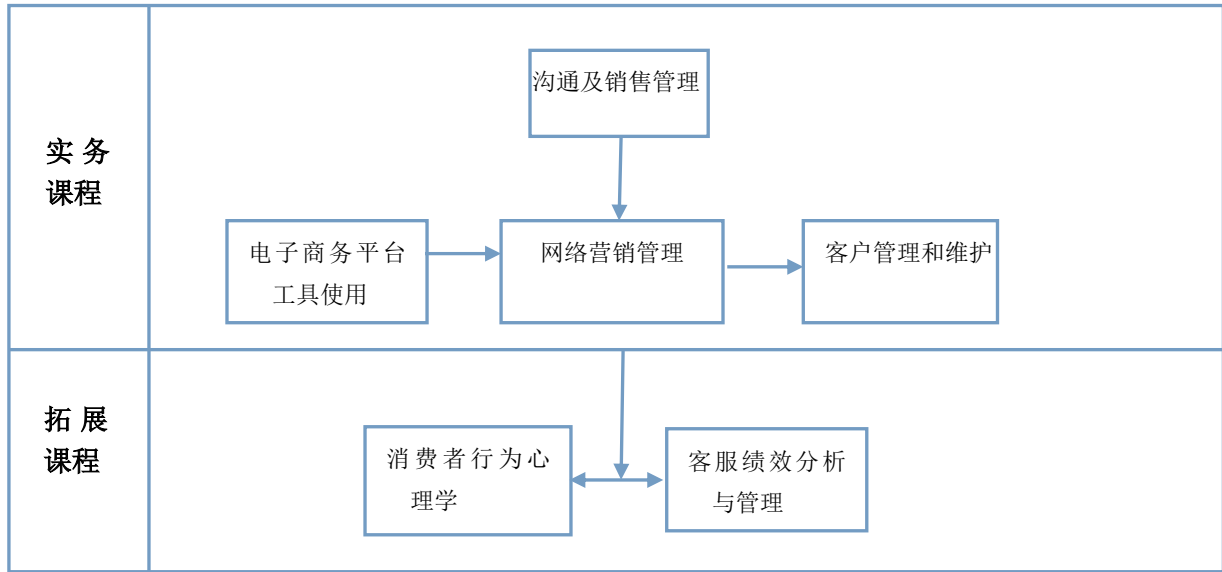 实务
课程
沟通及销售管理
电子商务平台
工具使用
网络营销管理
客户管理和维护
拓展
课程
消费者行为心
理学
客服绩效分析
与管理